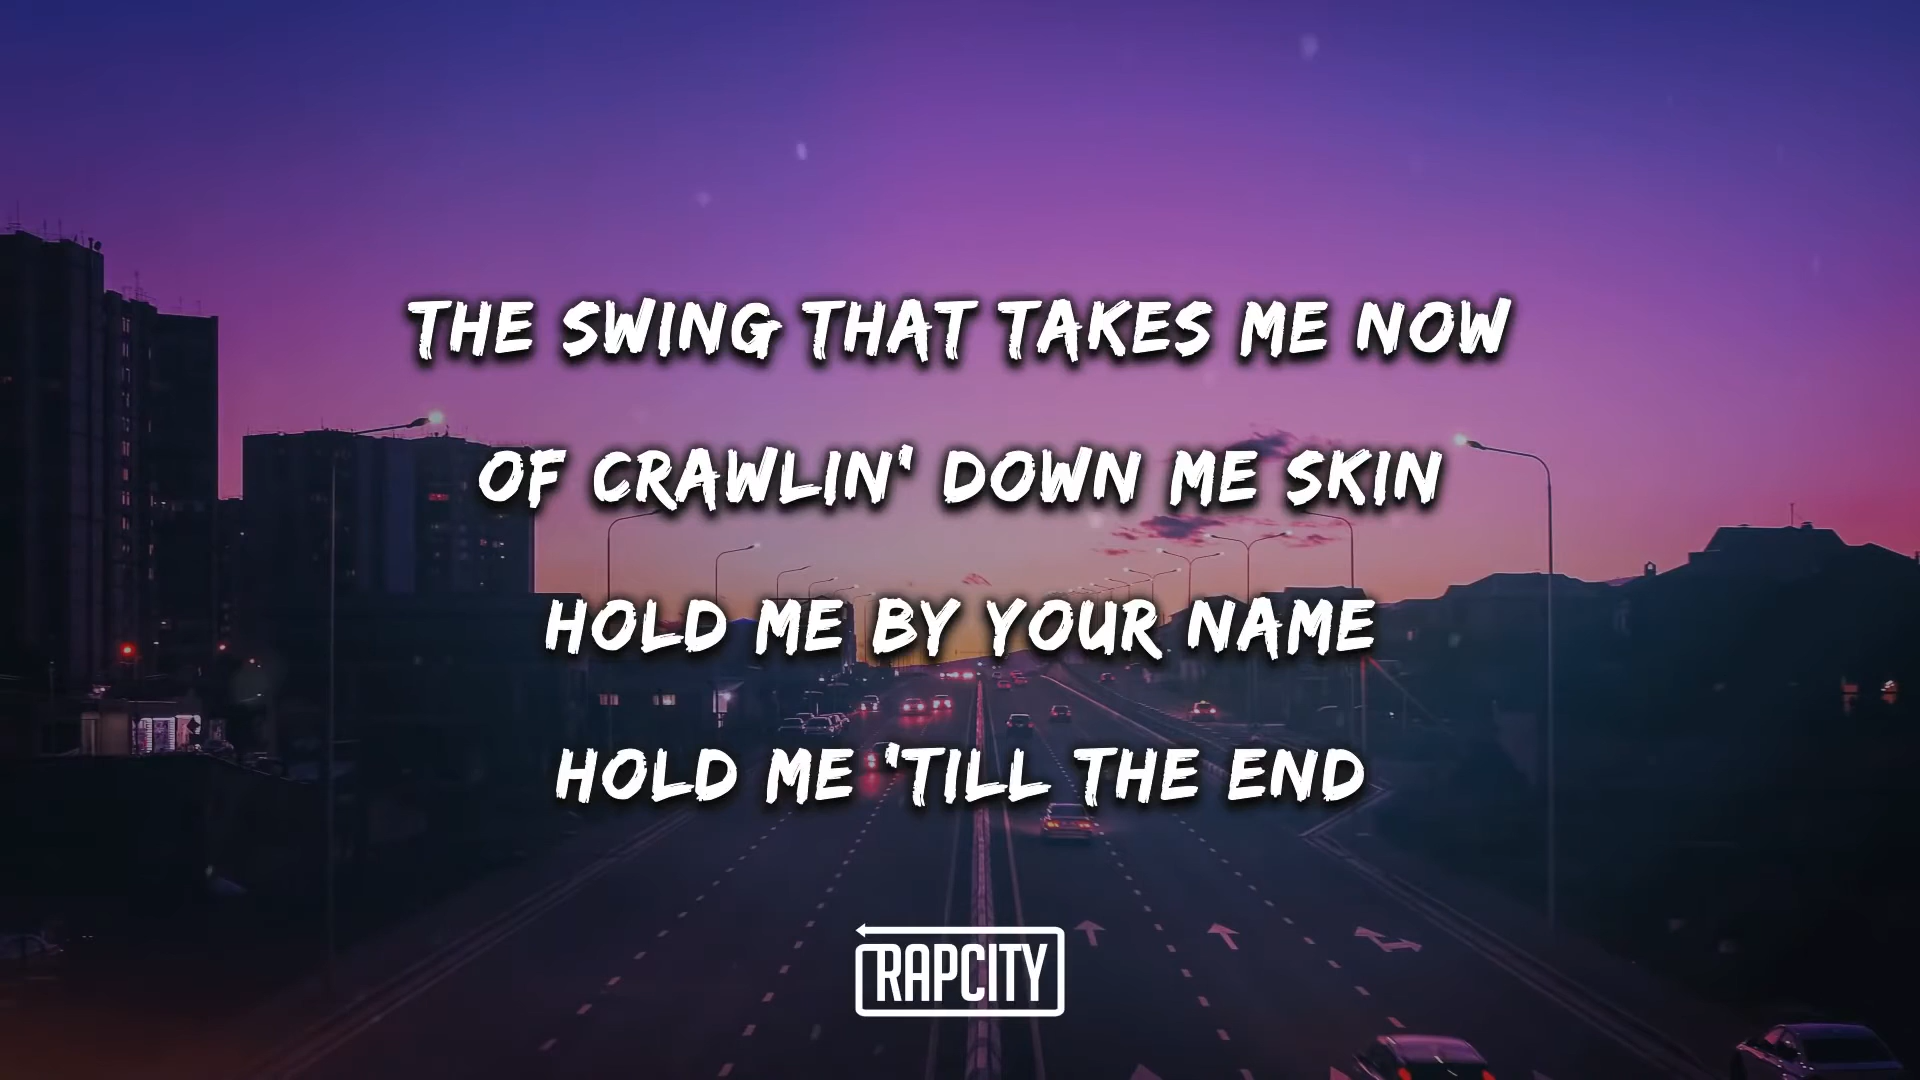 THE SWING THAT TAKES ME NOW
OF CRAWLIN' DOWN ME SKIN
HOLD ME BY YOUR NAME
HOLD ME 'TILL THE END
RAPCITY